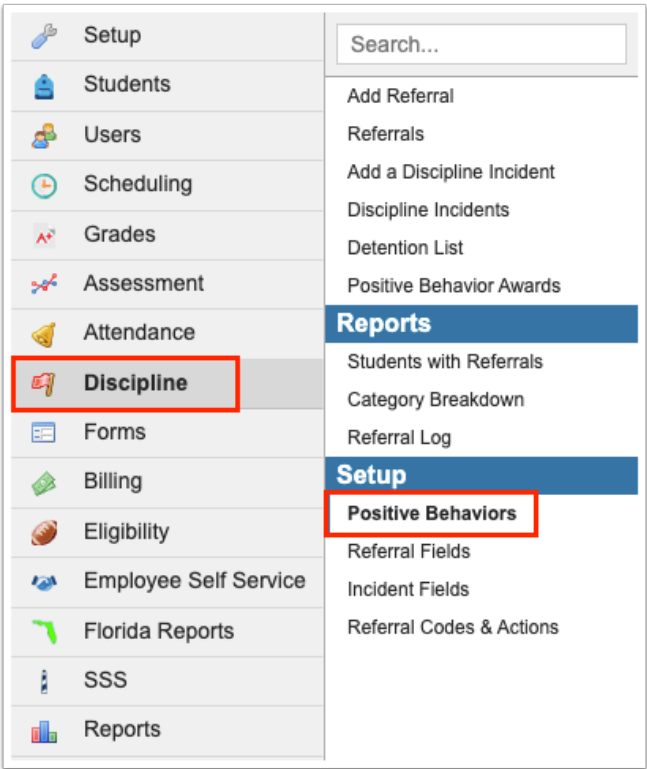 Setup
Students
Users
Scheduling
A+
Grades
Assessment
Attendance
Discipline
Forms
Billing
Eligibility
Employee Self Service
Florida Reports
SSS
Reports
Search...
Add Referral
Referrals
Add a Discipline Incident
Discipline Incidents
Detention List
Positive Behavior Awards
Reports
Students with Referrals
Category Breakdown
Referral Log
Setup
Positive Behaviors
Referral Fields
Incident Fields
Referral Codes & Actions